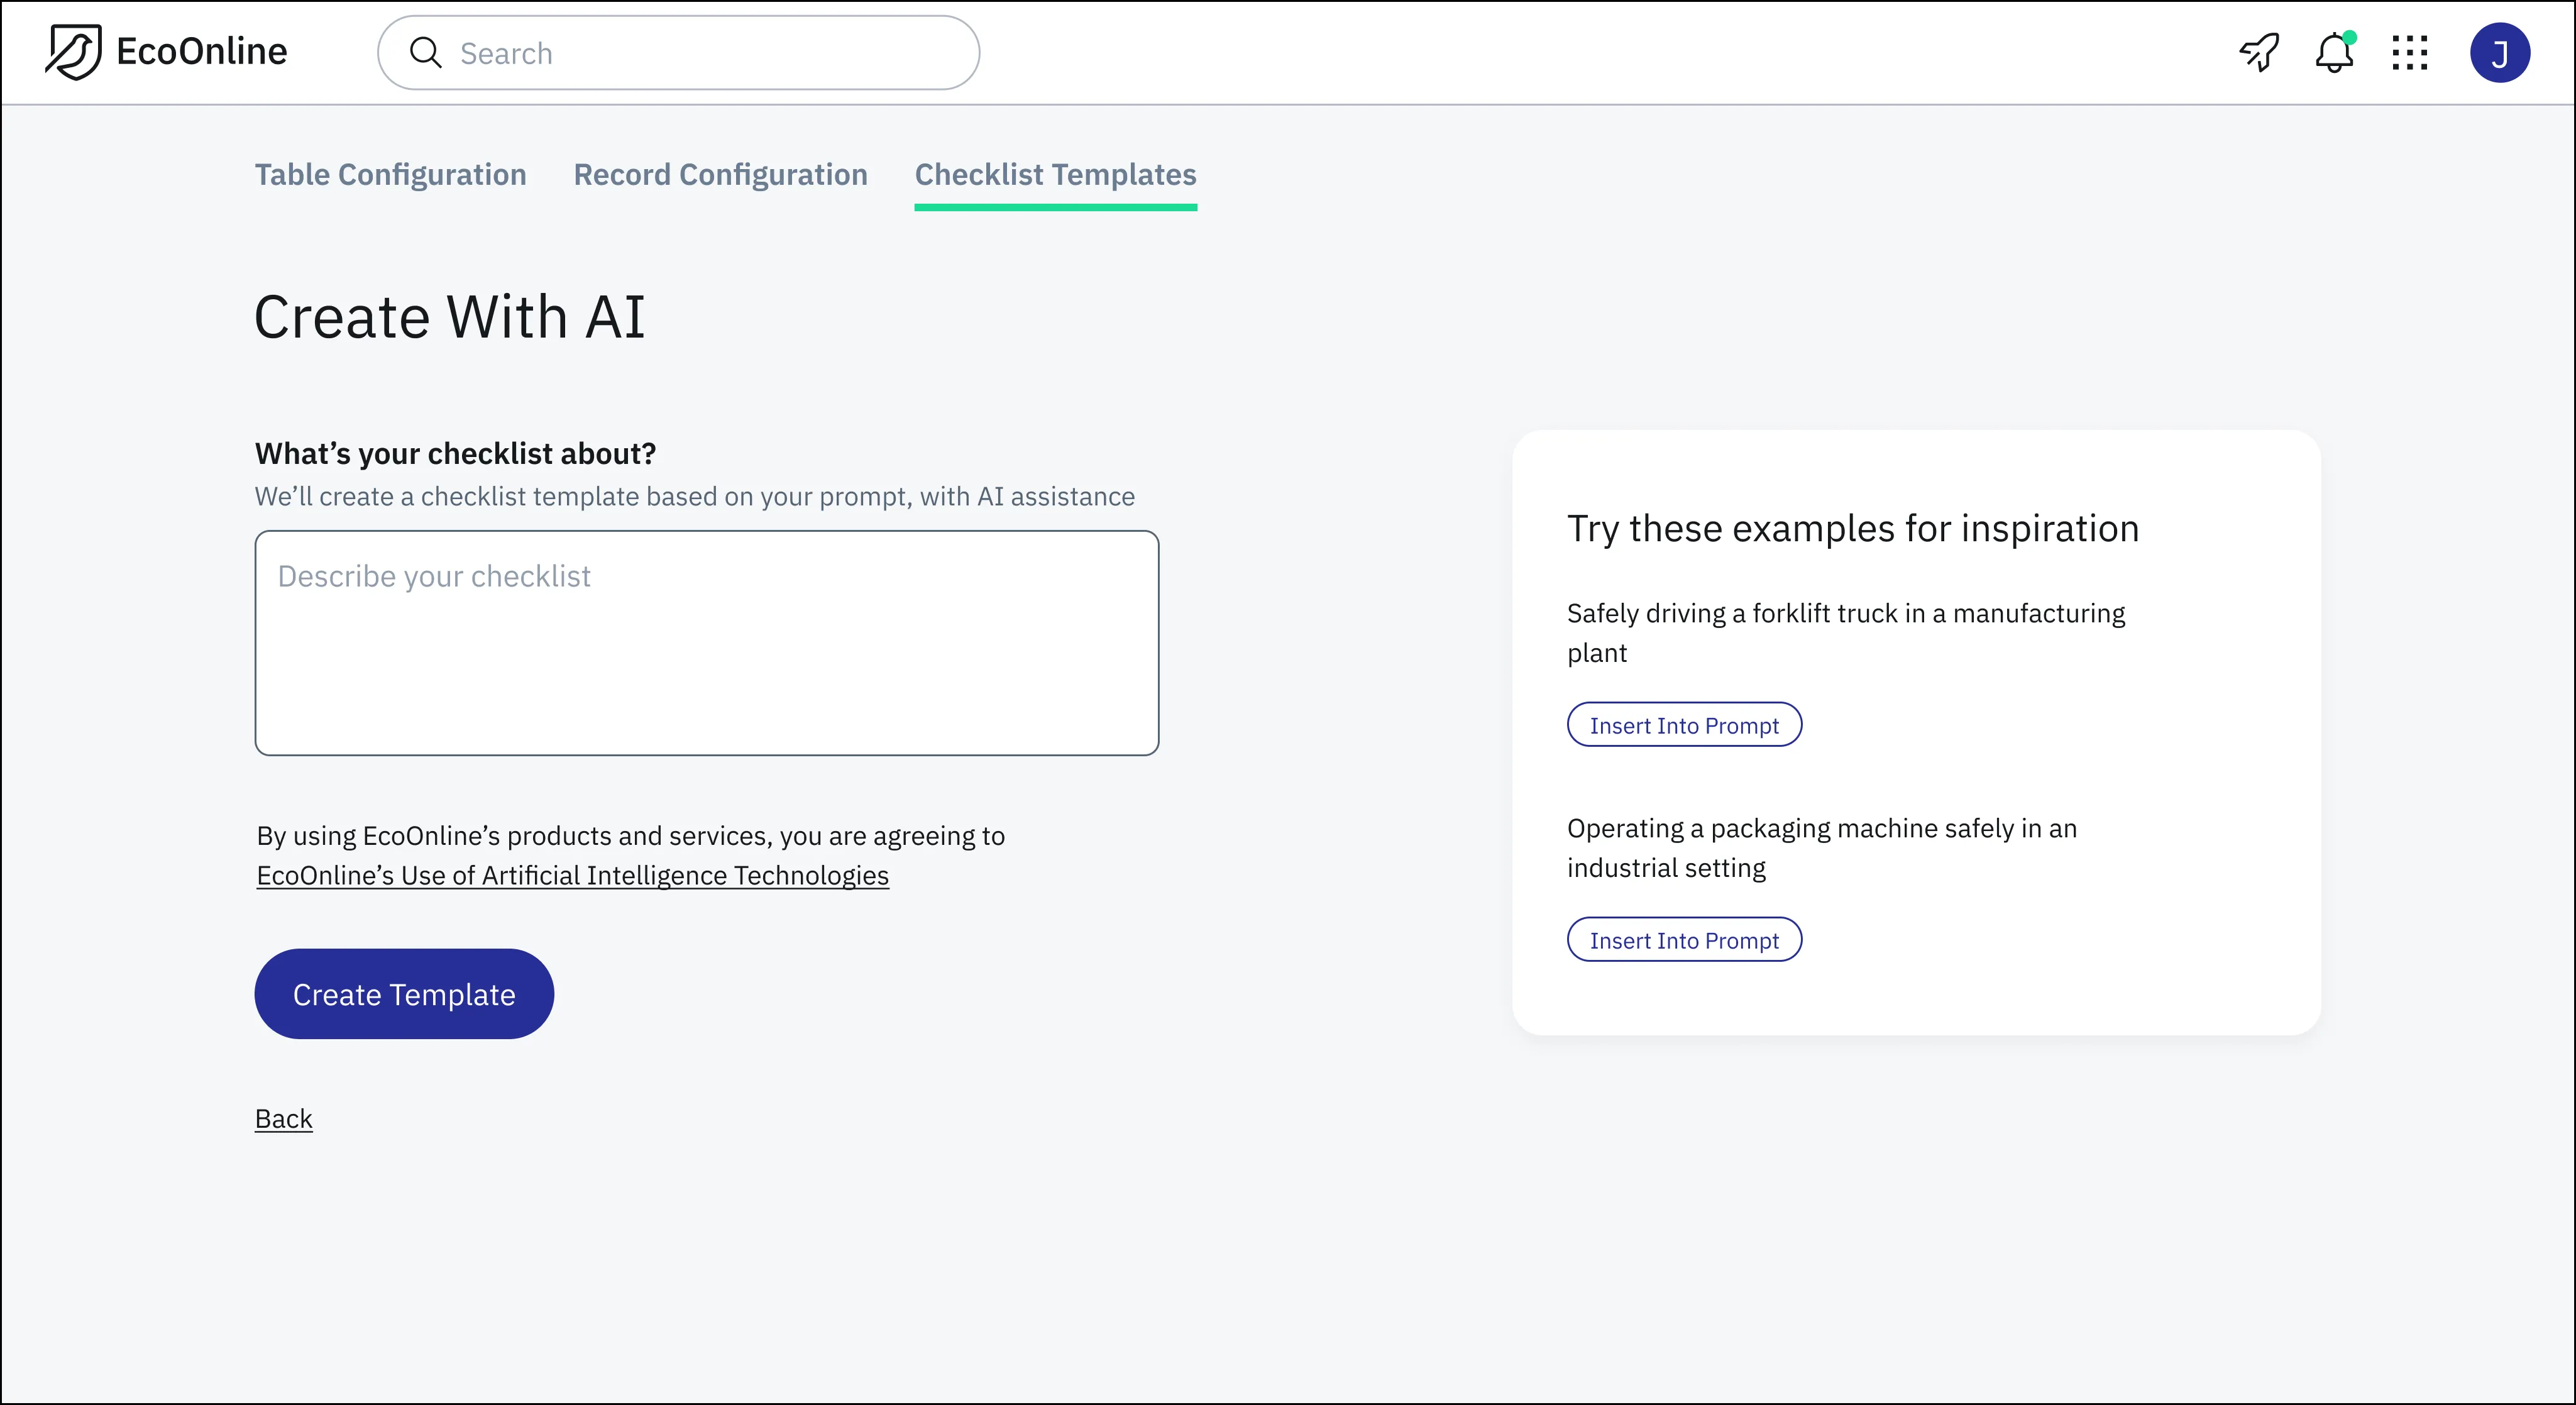 EcoOnline
Search
J
Table Configuration
Record Configuration
Checklist Templates
Create With AI
What’s your checklist about?
We’ll create a checklist template based on your prompt, with AI assistance
Describe your checklist
By using EcoOnline’s products and services, you are agreeing to
EcoOnline’s Use of Artificial Intelligence Technologies
Create Template
Back
Try these examples for inspiration
Safely driving a forklift truck in a manufacturing
plant
Insert Into Prompt
Operating a packaging machine safely in an
industrial setting
Insert Into Prompt